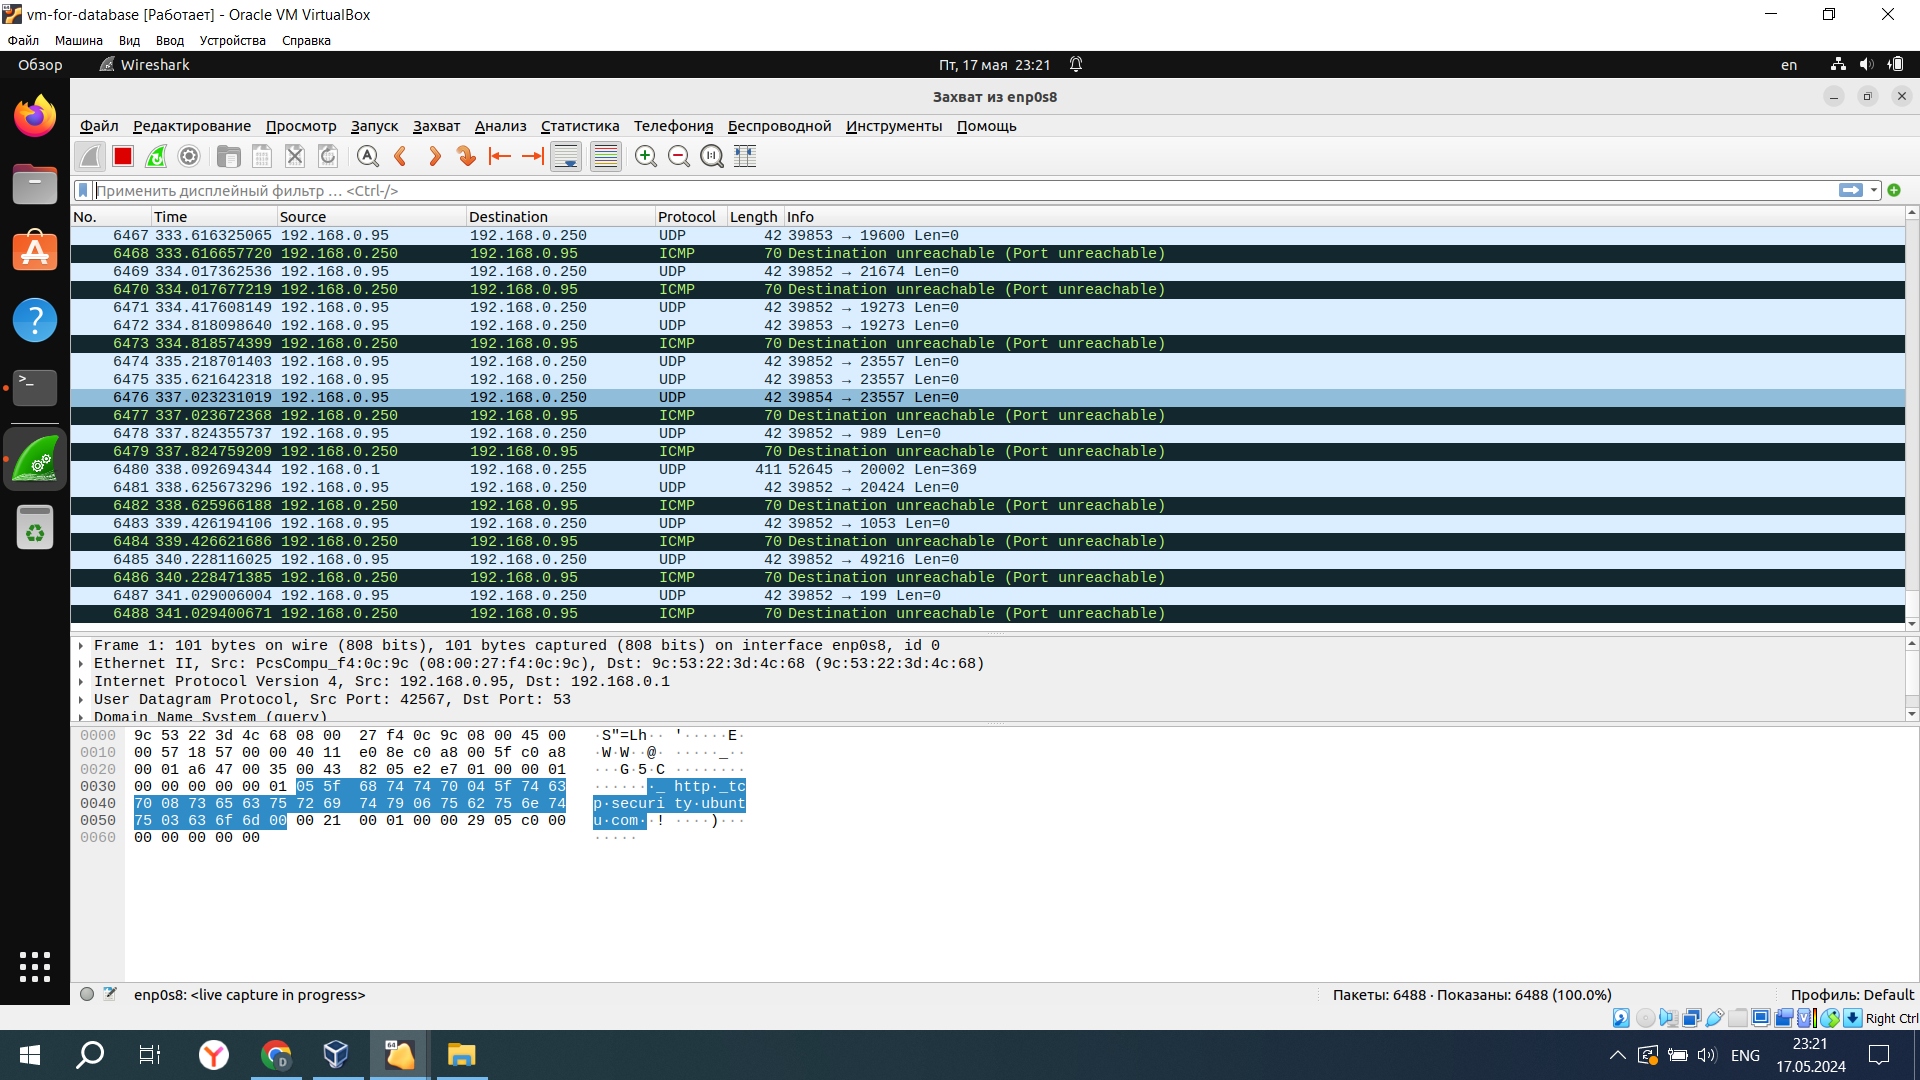 vm-for-database [Работает] - Oracle VM VirtualBox
Файл Машина Вид Ввод Устройства Справка
Обзор Wireshark Пт, 17 мая 23:21 en
Захват из enp0s8
Файл Редактирование Просмотр Запуск Захват Анализ Статистика Телефония Беспроводной Инструменты Помощь
Применить дисплейный фильтр … <Ctrl-/>
No. Time Source Destination Protocol Length Info
6467 333.616325065 192.168.0.95 192.168.0.250 UDP 42 39853 → 19600 Len=0
6468 333.616657720 192.168.0.250 192.168.0.95 ICMP 70 Destination unreachable (Port unreachable)
6469 334.017362536 192.168.0.95 192.168.0.250 UDP 42 39852 → 21674 Len=0
6470 334.017677219 192.168.0.250 192.168.0.95 ICMP 70 Destination unreachable (Port unreachable)
6471 334.417608149 192.168.0.95 192.168.0.250 UDP 42 39852 → 19273 Len=0
6472 334.818098640 192.168.0.95 192.168.0.250 UDP 42 39853 → 19273 Len=0
6473 334.818574399 192.168.0.250 192.168.0.95 ICMP 70 Destination unreachable (Port unreachable)
6474 335.218701403 192.168.0.95 192.168.0.250 UDP 42 39852 → 23557 Len=0
6475 335.621642318 192.168.0.95 192.168.0.250 UDP 42 39853 → 23557 Len=0
6476 337.023231019 192.168.0.95 192.168.0.250 UDP 42 39854 → 23557 Len=0
6477 337.023672368 192.168.0.250 192.168.0.95 ICMP 70 Destination unreachable (Port unreachable)
6478 337.824355737 192.168.0.95 192.168.0.250 UDP 42 39852 → 989 Len=0
6479 337.824759209 192.168.0.250 192.168.0.95 ICMP 70 Destination unreachable (Port unreachable)
6480 338.092694344 192.168.0.1 192.168.0.255 UDP 411 52645 → 20002 Len=369
6481 338.625673296 192.168.0.95 192.168.0.250 UDP 42 39852 → 20424 Len=0
6482 338.625966188 192.168.0.250 192.168.0.95 ICMP 70 Destination unreachable (Port unreachable)
6483 339.426194106 192.168.0.95 192.168.0.250 UDP 42 39852 → 1053 Len=0
6484 339.426621686 192.168.0.250 192.168.0.95 ICMP 70 Destination unreachable (Port unreachable)
6485 340.228116025 192.168.0.95 192.168.0.250 UDP 42 39852 → 49216 Len=0
6486 340.228471385 192.168.0.250 192.168.0.95 ICMP 70 Destination unreachable (Port unreachable)
6487 341.029006004 192.168.0.95 192.168.0.250 UDP 42 39852 → 199 Len=0
6488 341.029400671 192.168.0.250 192.168.0.95 ICMP 70 Destination unreachable (Port unreachable)
Frame 1: 101 bytes on wire (808 bits), 101 bytes captured (808 bits) on interface enp0s8, id 0
Ethernet II, Src: PcsCompu_f4:0c:9c (08:00:27:f4:0c:9c), Dst: 9c:53:22:3d:4c:68 (9c:53:22:3d:4c:68)
Internet Protocol Version 4, Src: 192.168.0.95, Dst: 192.168.0.1
User Datagram Protocol, Src Port: 42567, Dst Port: 53
Domain Name System (query)
0000 9c 53 22 3d 4c 68 08 00 27 f4 0c 9c 08 00 45 00 ·S"=Lh·· '·····E·
0010 00 57 18 57 00 00 40 11 e0 8e c0 a8 00 5f c0 a8 ·W·W··@· ·····_··
0020 00 01 a6 47 00 35 00 43 82 05 e2 e7 01 00 00 01 ···G·5·C ········
0030 00 00 00 00 00 01 05 5f 68 74 74 70 04 5f 74 63 ·······_ http·_tc
0040 70 08 73 65 63 75 72 69 74 79 06 75 62 75 6e 74 p·securi ty·ubunt
0050 75 03 63 6f 6d 00 00 21 00 01 00 00 29 05 c0 00 u·com··! ····)···
0060 00 00 00 00 00 ·····
enp0s8: <live capture in progress> Пакеты: 6488 · Показаны: 6488 (100.0%) Профиль: Default
Right Ctrl
ENG 23:21
17.05.2024